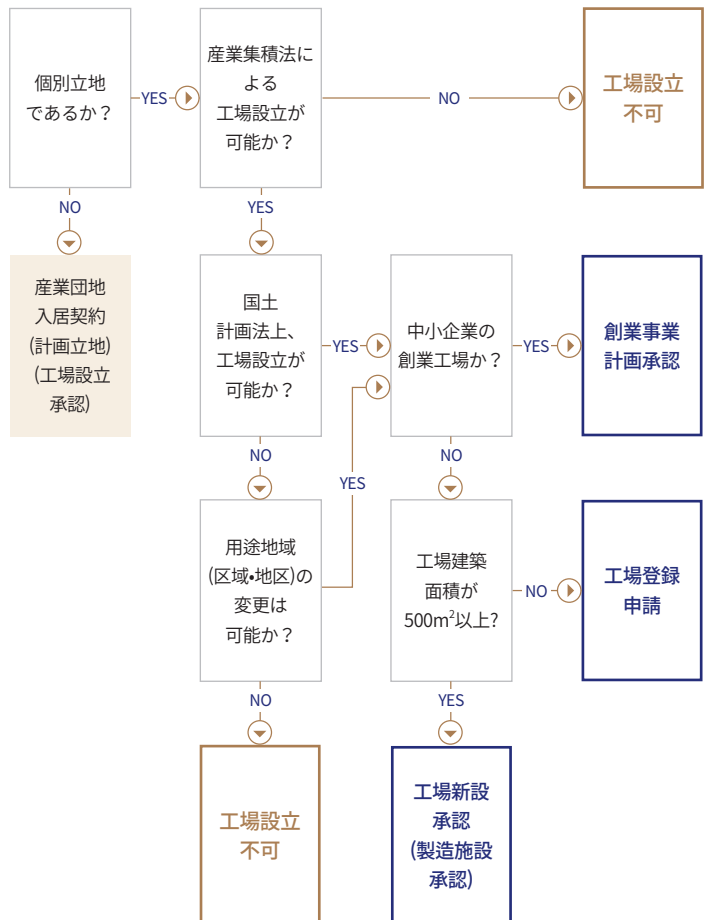 個別立地
であるか？
YES
産業集積法に
よる
工場設立が
可能か？
NO
工場設立
不可
NO
YES
産業団地
入居契約
(計画立地)
(工場設立
承認)
国土
計画法上、
工場設立が
可能か？
YES
中小企業の
創業工場か？
YES
創業事業
計画承認
NO
YES
NO
用途地域
(区域•地区)の
変更は
可能か？
工場建築
面積が
500m²以上?
NO
工場登録
申請
NO
YES
工場設立
不可
工場新設
承認
(製造施設
承認)